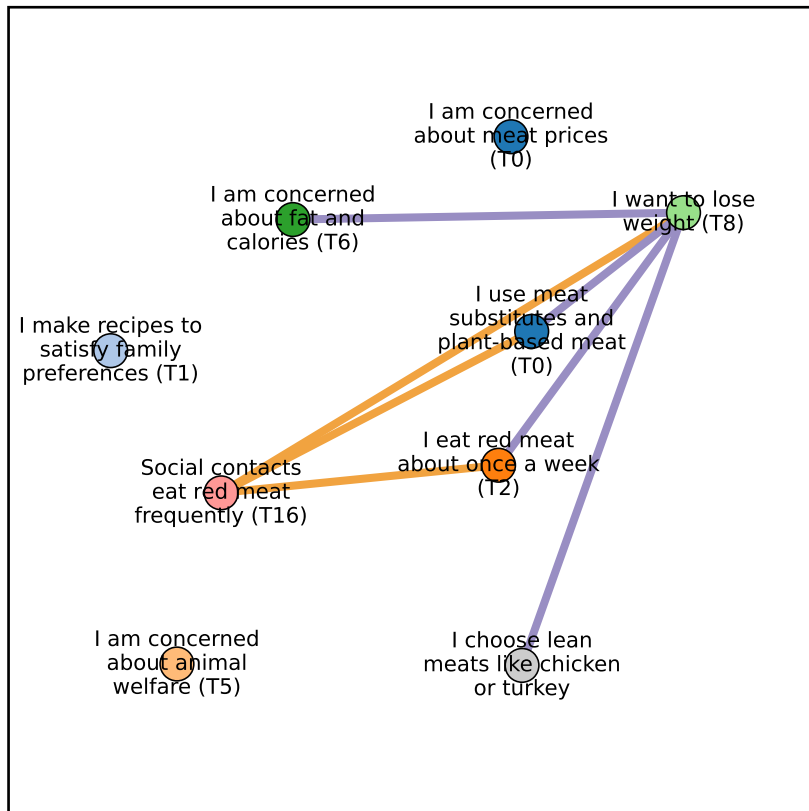 I am concerned
about meat prices
(T0)
I am concerned
about fat and
calories (T6)
I want to lose
weight (T8)
I use meat
substitutes and
plant-based meat
(T0)
I make recipes to
satisfy family
preferences (T1)
I eat red meat
about once a week
(T2)
Social contacts
eat red meat
frequently (T16)
I am concerned
about animal
welfare (T5)
I choose lean
meats like chicken
or turkey